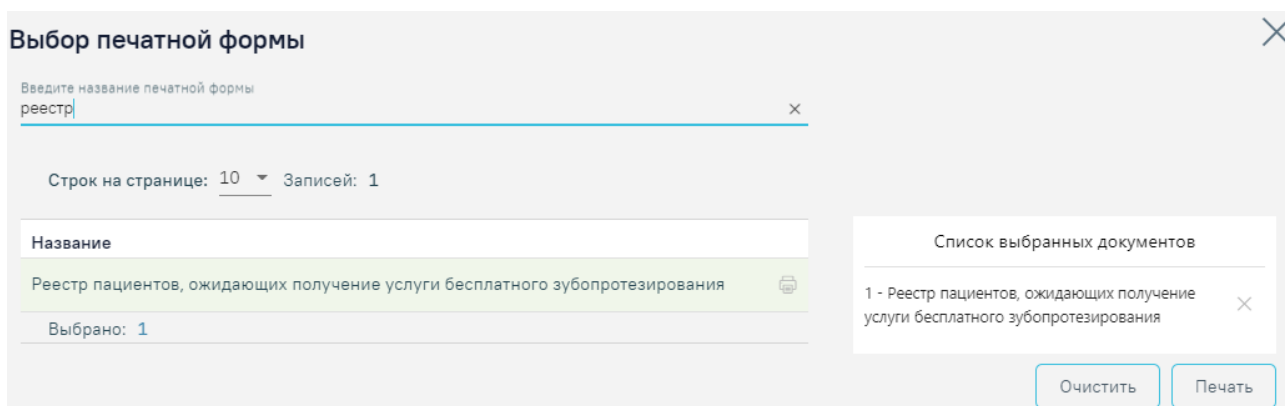 Выбор печатной формы
Введите название печатной формы
реестр
Строк на странице: 10 Записей: 1
Название
Реестр пациентов, ожидающих получение услуги бесплатного зубопротезирования
Выбрано: 1
Список выбранных документов
1 - Реестр пациентов, ожидающих получение
услуги бесплатного зубопротезирования
Очистить
Печать